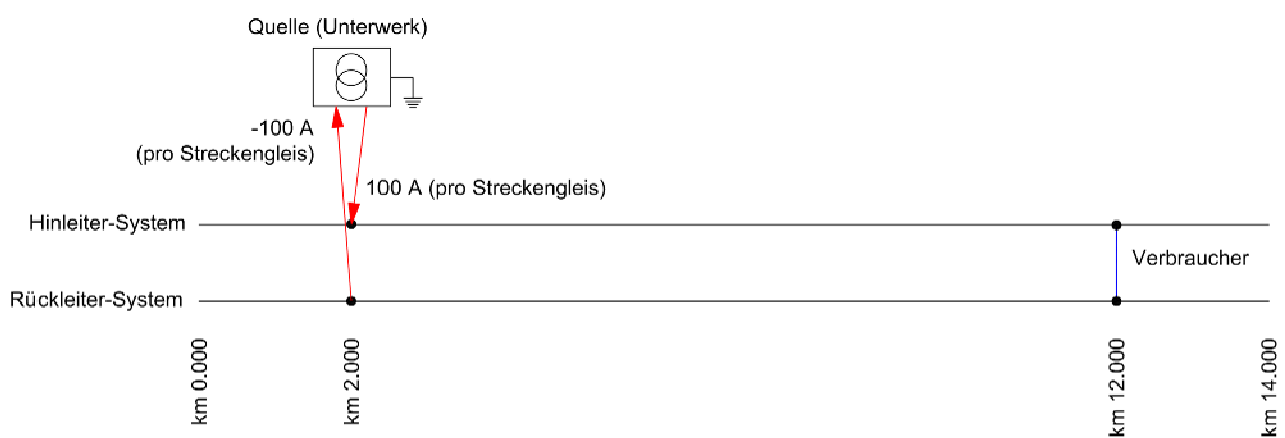 Quelle (Unterwerk)
-100 A
(pro Streckengleis)
100 A (pro Streckengleis)
Hinleiter-System
Verbraucher
Rückleiter-System
km 0.000
km 2.000
km 12.000
km 14.000